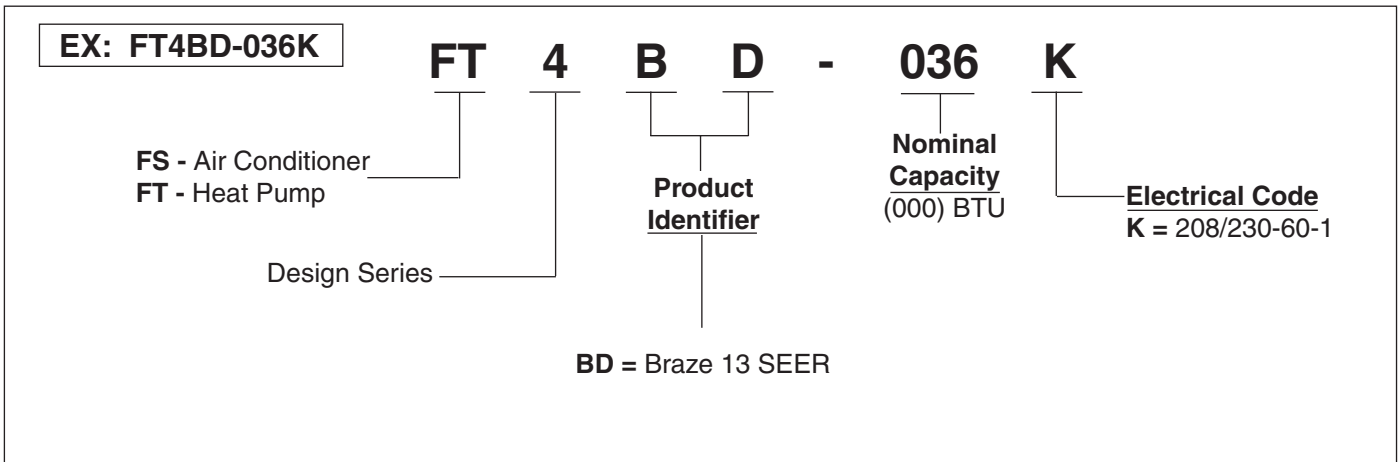 EX: FT4BD-036K
FT 4 B D - 036 K
FS - Air Conditioner
FT - Heat Pump
Design Series
Product
Identifier
BD = Braze 13 SEER
Nominal
Capacity
(000) BTU
Electrical Code
K = 208/230-60-1